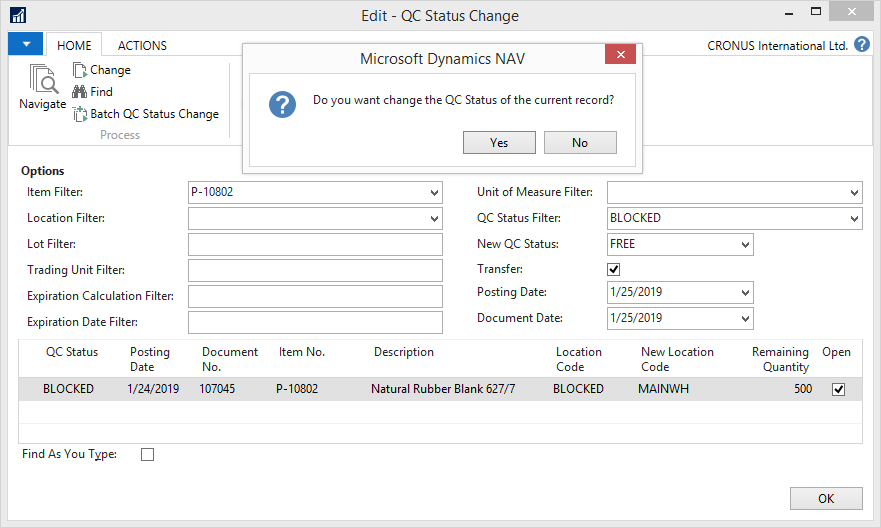 Edit - QC Status Change
HOME ACTIONS
CRONUS International Ltd.
Navigate
Change
Find
Batch QC Status Change
Process
Microsoft Dynamics NAV
Do you want change the QC Status of the current record?
Yes No
Options
Item Filter: P-10802
Location Filter:
Lot Filter:
Trading Unit Filter:
Expiration Calculation Filter:
Expiration Date Filter:
Unit of Measure Filter:
QC Status Filter: BLOCKED
New QC Status: FREE
Transfer:
Posting Date: 1/25/2019
Document Date: 1/25/2019
QC Status Posting Document Item No. Description Location New Location Remaining Open
Date No. Code Code Quantity
BLOCKED 1/24/2019 107045 P-10802 Natural Rubber Blank 627/7 BLOCKED MAINWH 500
Find As You Type:
OK